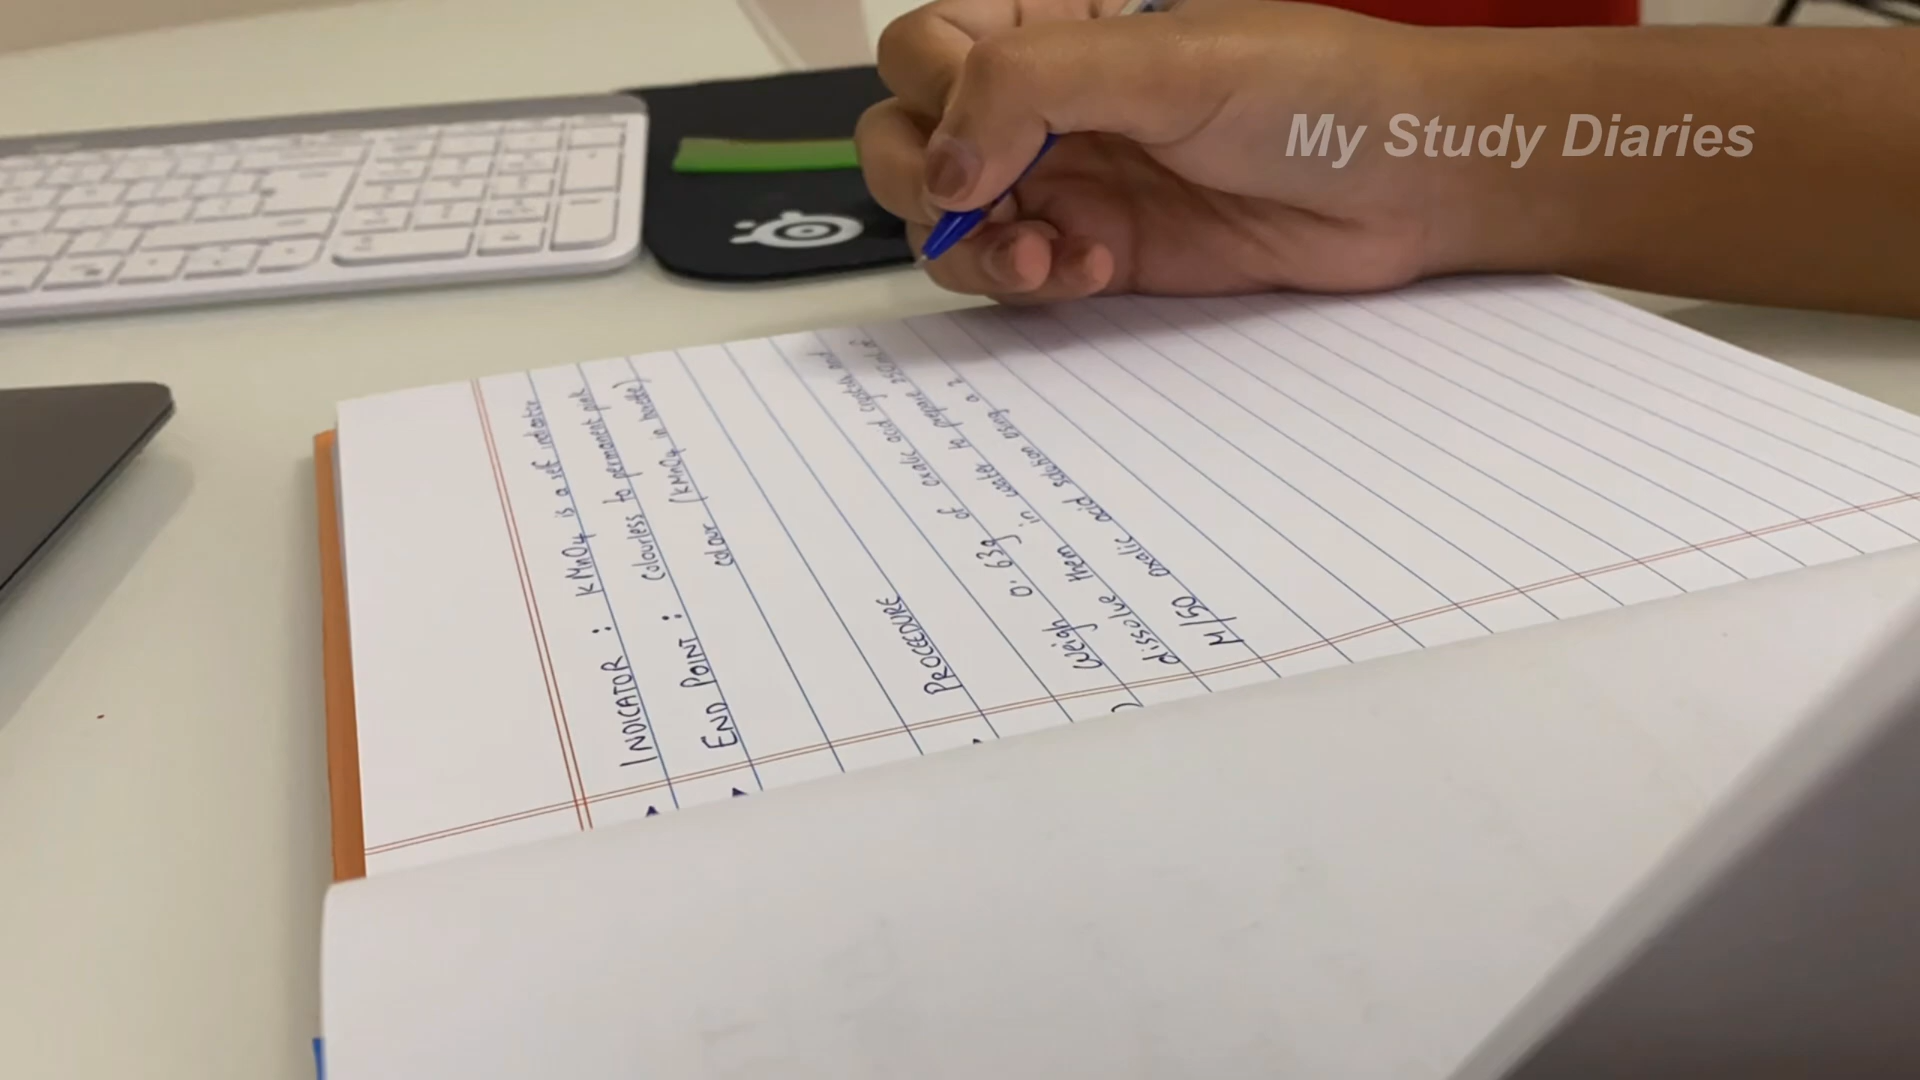 My Study Diaries
INDICATOR : KMnO4 is a self indicator
END POINT : Colourless to permanent pink
colour (KMnO4 in burette)
PROCEDURE
Weigh 0.63g of oxalic acid crystals and
dissolve them in water to prepare 250ml of
M/50 oxalic acid solution using a